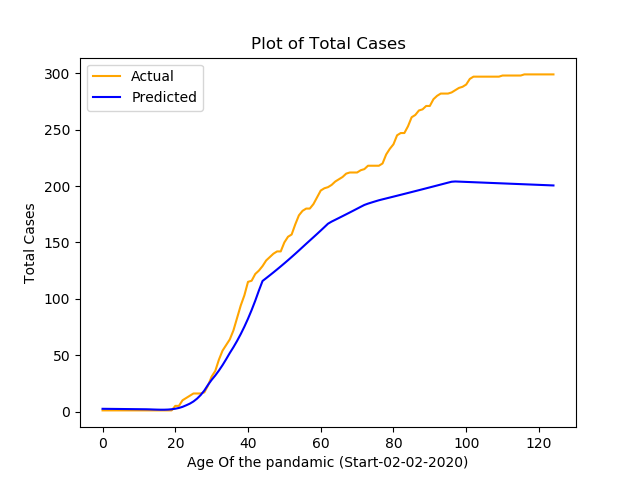 Plot of Total Cases
Actual
Predicted
300
250
200
150
100
50
0
Total Cases
0 20 40 60 80 100 120
Age Of the pandamic (Start-02-02-2020)